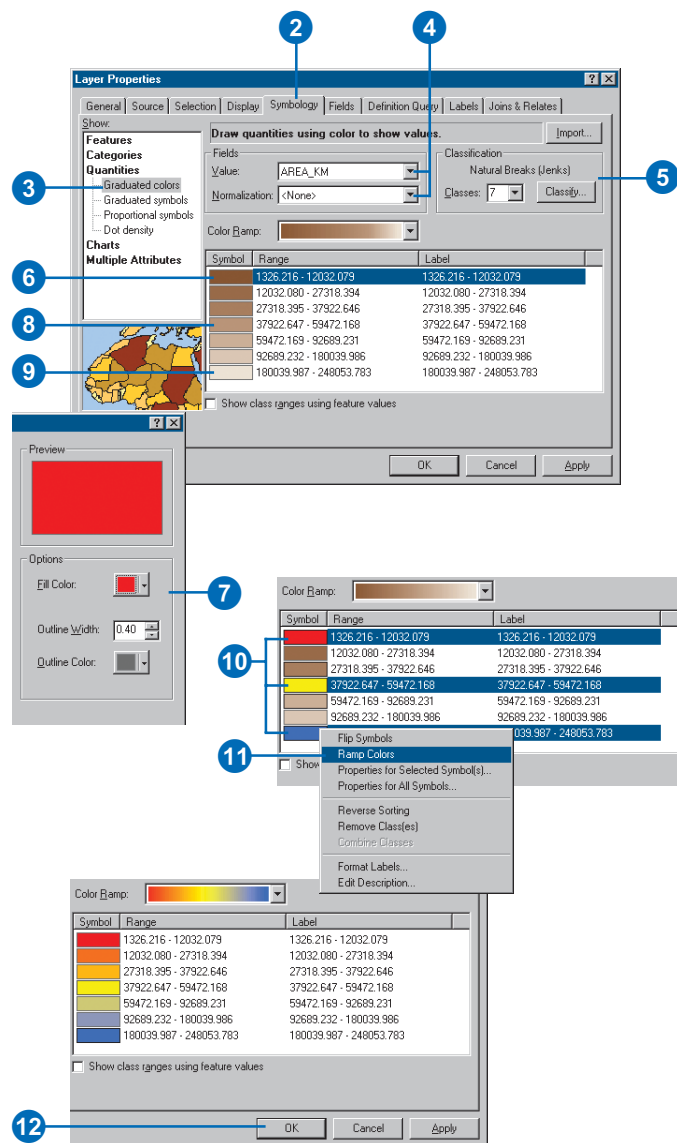 2
4
Layer Properties
General Source Selection Display Symbology Fields Definition Query Labels Joins & Relates
Show:
Features
Categories
Quantities
Graduated colors
Graduated symbols
Proportional symbols
Dot density
Charts
Multiple Attributes
Draw quantities using color to show values.
Import...
Fields
Value: AREA_KM
Normalization: <None>
Classification
Natural Breaks (Jenks)
Classes: 7 Classify...
3
5
Color Ramp:
Symbol Range Label
6
1326.216 - 12032.079 1326.216 - 12032.079
12032.080 - 27318.394 12032.080 - 27318.394
27318.395 - 37922.646 27318.395 - 37922.646
8
37922.647 - 59472.168 37922.647 - 59472.168
59472.169 - 92689.231 59472.169 - 92689.231
92689.232 - 180039.986 92689.232 - 180039.986
9
180039.987 - 248053.783 180039.987 - 248053.783
Show class ranges using feature values
OK Cancel Apply
Preview
Options
Fill Color:
7
Outline Width: 0.40
Outline Color:
Color Ramp:
Symbol Range Label
10
1326.216 - 12032.079 1326.216 - 12032.079
12032.080 - 27318.394 12032.080 - 27318.394
27318.395 - 37922.646 27318.395 - 37922.646
37922.647 - 59472.168 37922.647 - 59472.168
59472.169 - 92689.231 59472.169 - 92689.231
92689.232 - 180039.986 92689.232 - 180039.986
039.987 - 248053.783
Show
11
Flip Symbols
Ramp Colors
Properties for Selected Symbol(s)...
Properties for All Symbols...
Reverse Sorting
Remove Class(es)
Combine Classes
Format Labels...
Edit Description...
Color Ramp:
Symbol Range Label
1326.216 - 12032.079 1326.216 - 12032.079
12032.080 - 27318.394 12032.080 - 27318.394
27318.395 - 37922.646 27318.395 - 37922.646
37922.647 - 59472.168 37922.647 - 59472.168
59472.169 - 92689.231 59472.169 - 92689.231
92689.232 - 180039.986 92689.232 - 180039.986
180039.987 - 248053.783 180039.987 - 248053.783
Show class ranges using feature values
12
OK Cancel Apply